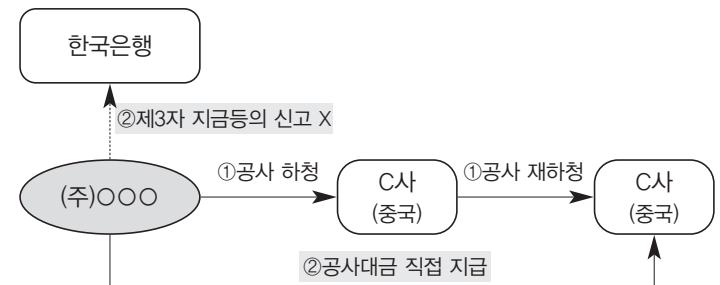 한국은행
②제3자 지금등의 신고 X
(주)○○○
①공사 하청
C사
(중국)
①공사 재하청
C사
(중국)
②공사대금 직접 지급